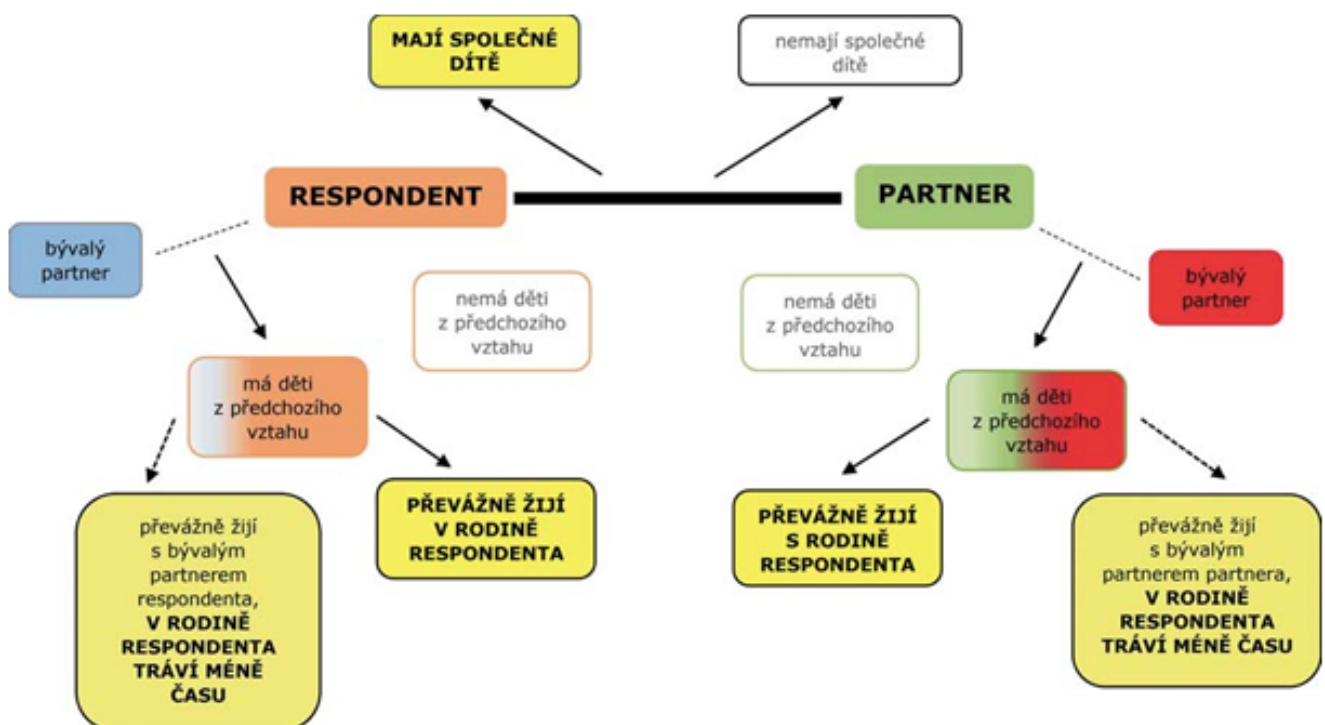 MAJÍ SPOLEČNÉ
DÍTĚ
nemají společné
dítě
RESPONDENT
PARTNER
bývalý
partner
bývalý
partner
nemá děti
z předchozího
vztahu
nemá děti
z předchozího
vztahu
má děti
z předchozího
vztahu
má děti
z předchozího
vztahu
převážně žijí
s bývalým
partnerem
respondenta,
V RODINĚ
RESPONDENTA
TRÁVÍ MÉNĚ
ČASU
PŘEVÁŽNĚ ŽIJÍ
V RODINĚ
RESPONDENTA
PŘEVÁŽNĚ ŽIJÍ
S RODINĚ
RESPONDENTA
převážně žijí
s bývalým
partnerem partnera,
V RODINĚ
RESPONDENTA
TRÁVÍ MÉNĚ ČASU